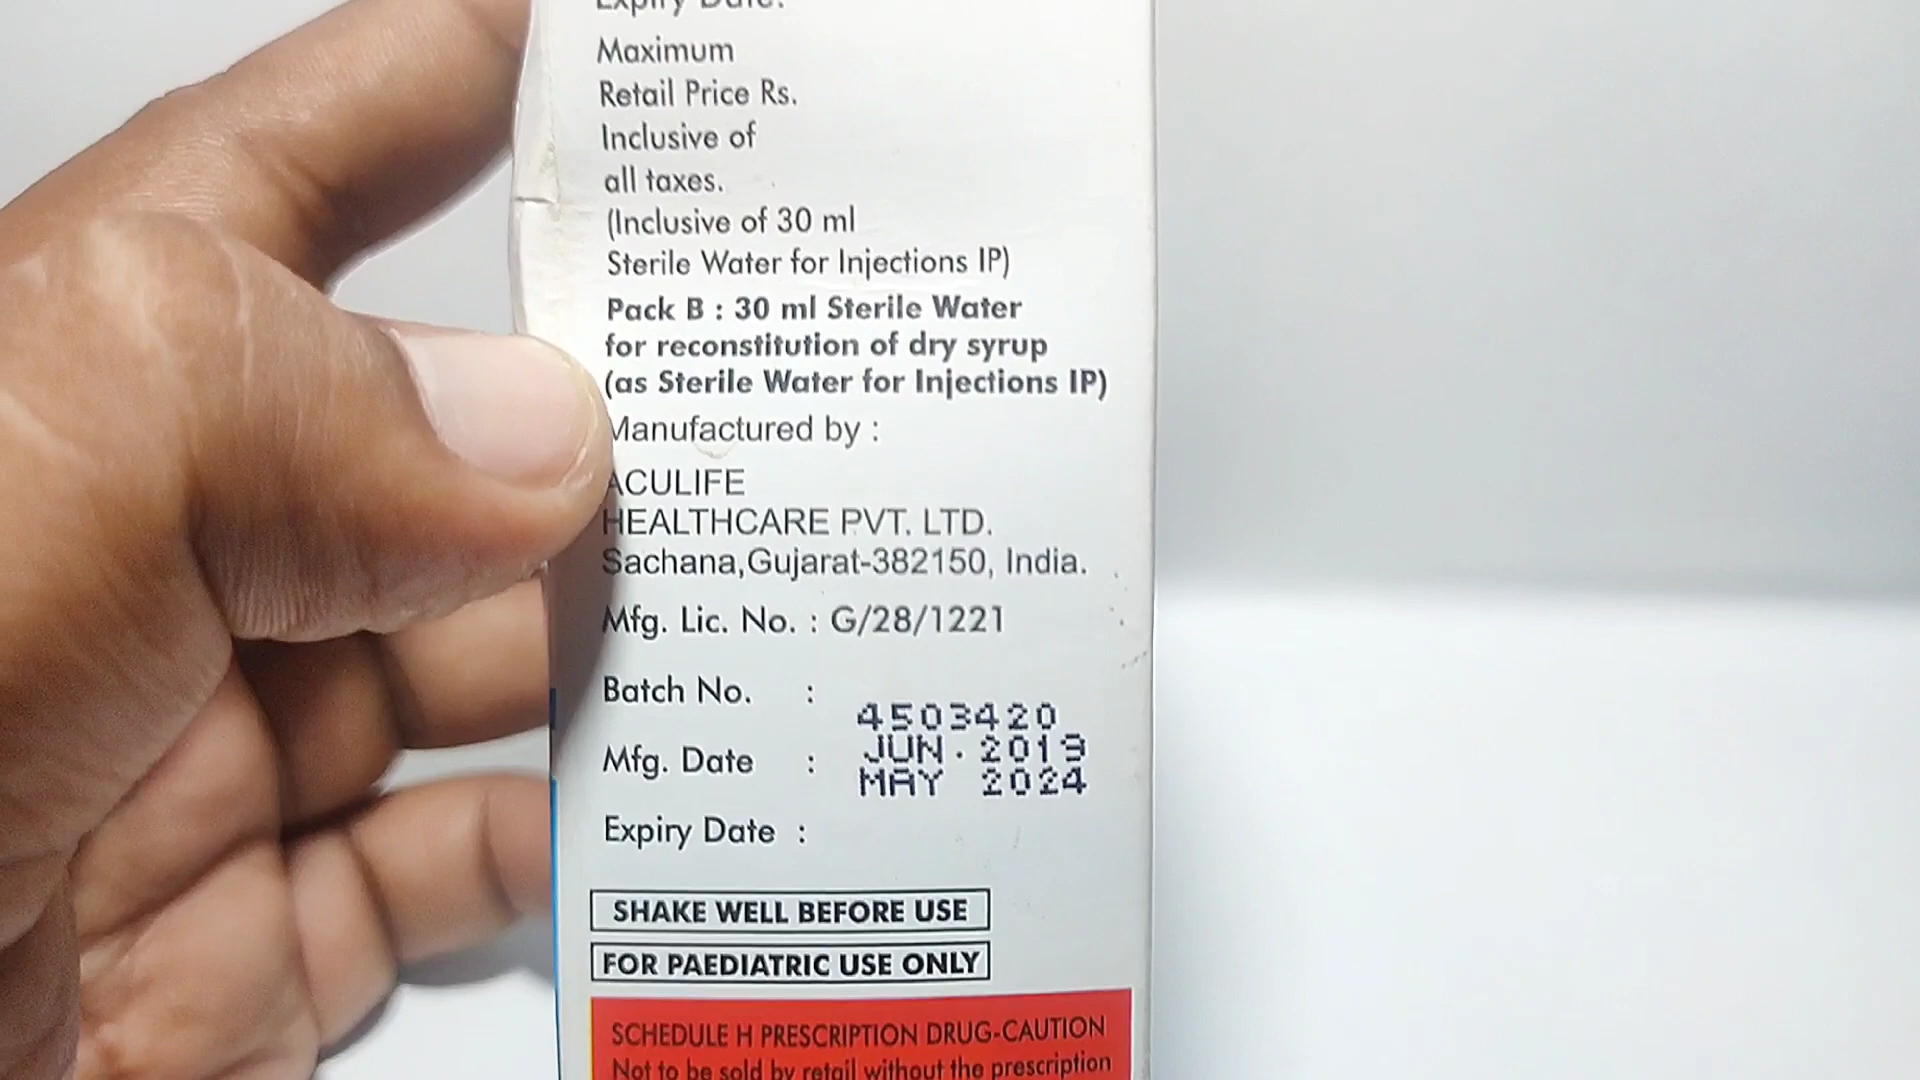 Expiry Date:
Maximum
Retail Price Rs.
Inclusive of
all taxes.
(Inclusive of 30 ml
Sterile Water for Injections IP)
Pack B : 30 ml Sterile Water
for reconstitution of dry syrup
(as Sterile Water for Injections IP)
Manufactured by :
ACULIFE
HEALTHCARE PVT. LTD.
Sachana,Gujarat-382150, India.
Mfg. Lic. No. : G/28/1221
Batch No. :
4503420
Mfg. Date :
JUN. 2019
MAY 2024
Expiry Date :
SHAKE WELL BEFORE USE
FOR PAEDIATRIC USE ONLY
SCHEDULE H PRESCRIPTION DRUG-CAUTION
Not to be sold by retail without the prescription